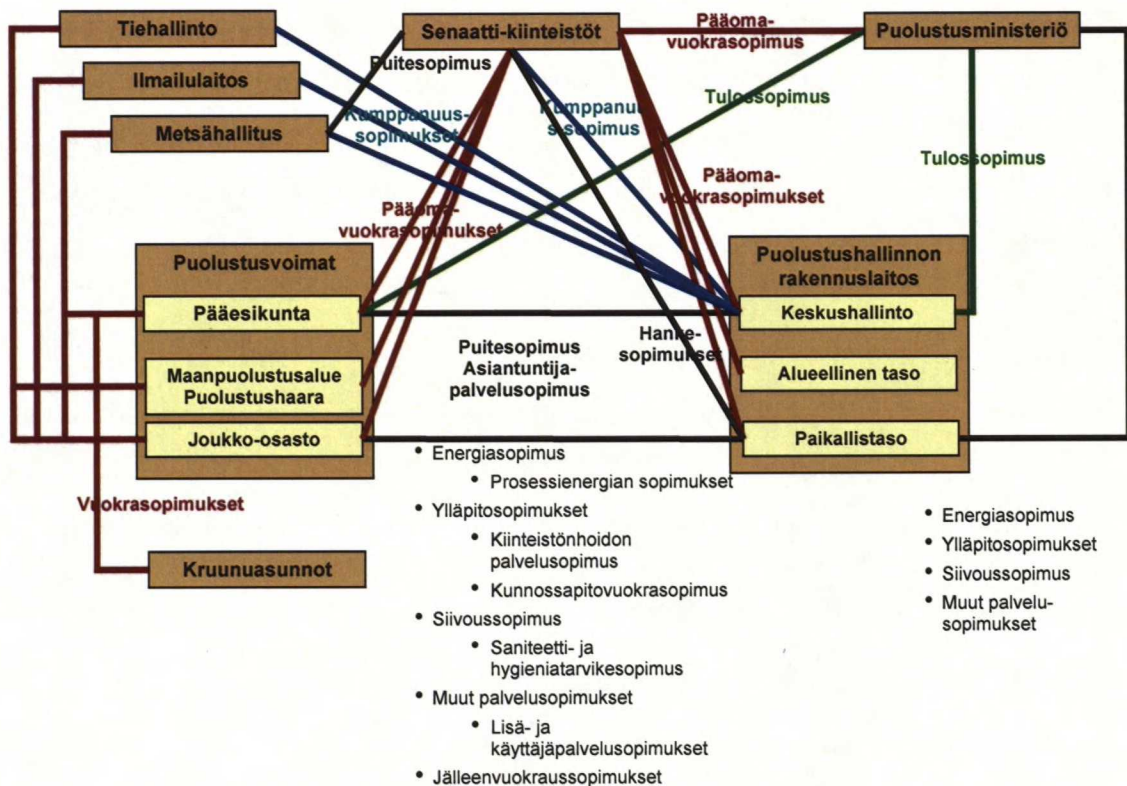 Tiehallinto
Senaatti-kiinteistöt
Pääoma-
vuokrasopimus
Puolustusministeriö
Puitesopimus
Ilmailulaitos
Tulossopimus
Kumppanuus-
sopimukset
Kumppanuu
s-sopimus
Metsähallitus
Tulossopimus
Pääoma-
vuokrasopimukset
Pääoma-
vuokrasopimukset
Puolustusvoimat
Pääesikunta
Maanpuolustusalue
Puolustushaara
Joukko-osasto
Puolustushallinnon
rakennuslaitos
Keskushallinto
Alueellinen taso
Paikallistaso
Hanke-
sopimukset
Puitesopimus
Asiantuntija-
palvelusopimus
Vuokrasopimukset
Kruunuasunnot
• Energiasopimus
• Prosessienergian sopimukset
• Ylläpitosopimukset
• Kiinteistönhoidon
palvelusopimus
• Kunnossapitovuokrasopimus
• Siivoussopimus
• Saniteetti- ja
hygieniatarvikesopimus
• Muut palvelusopimukset
• Lisä- ja
käyttäjäpalvelusopimukset
• Jälleenvuokraussopimukset
• Energiasopimus
• Ylläpitosopimukset
• Siivoussopimus
• Muut palvelu-
sopimukset